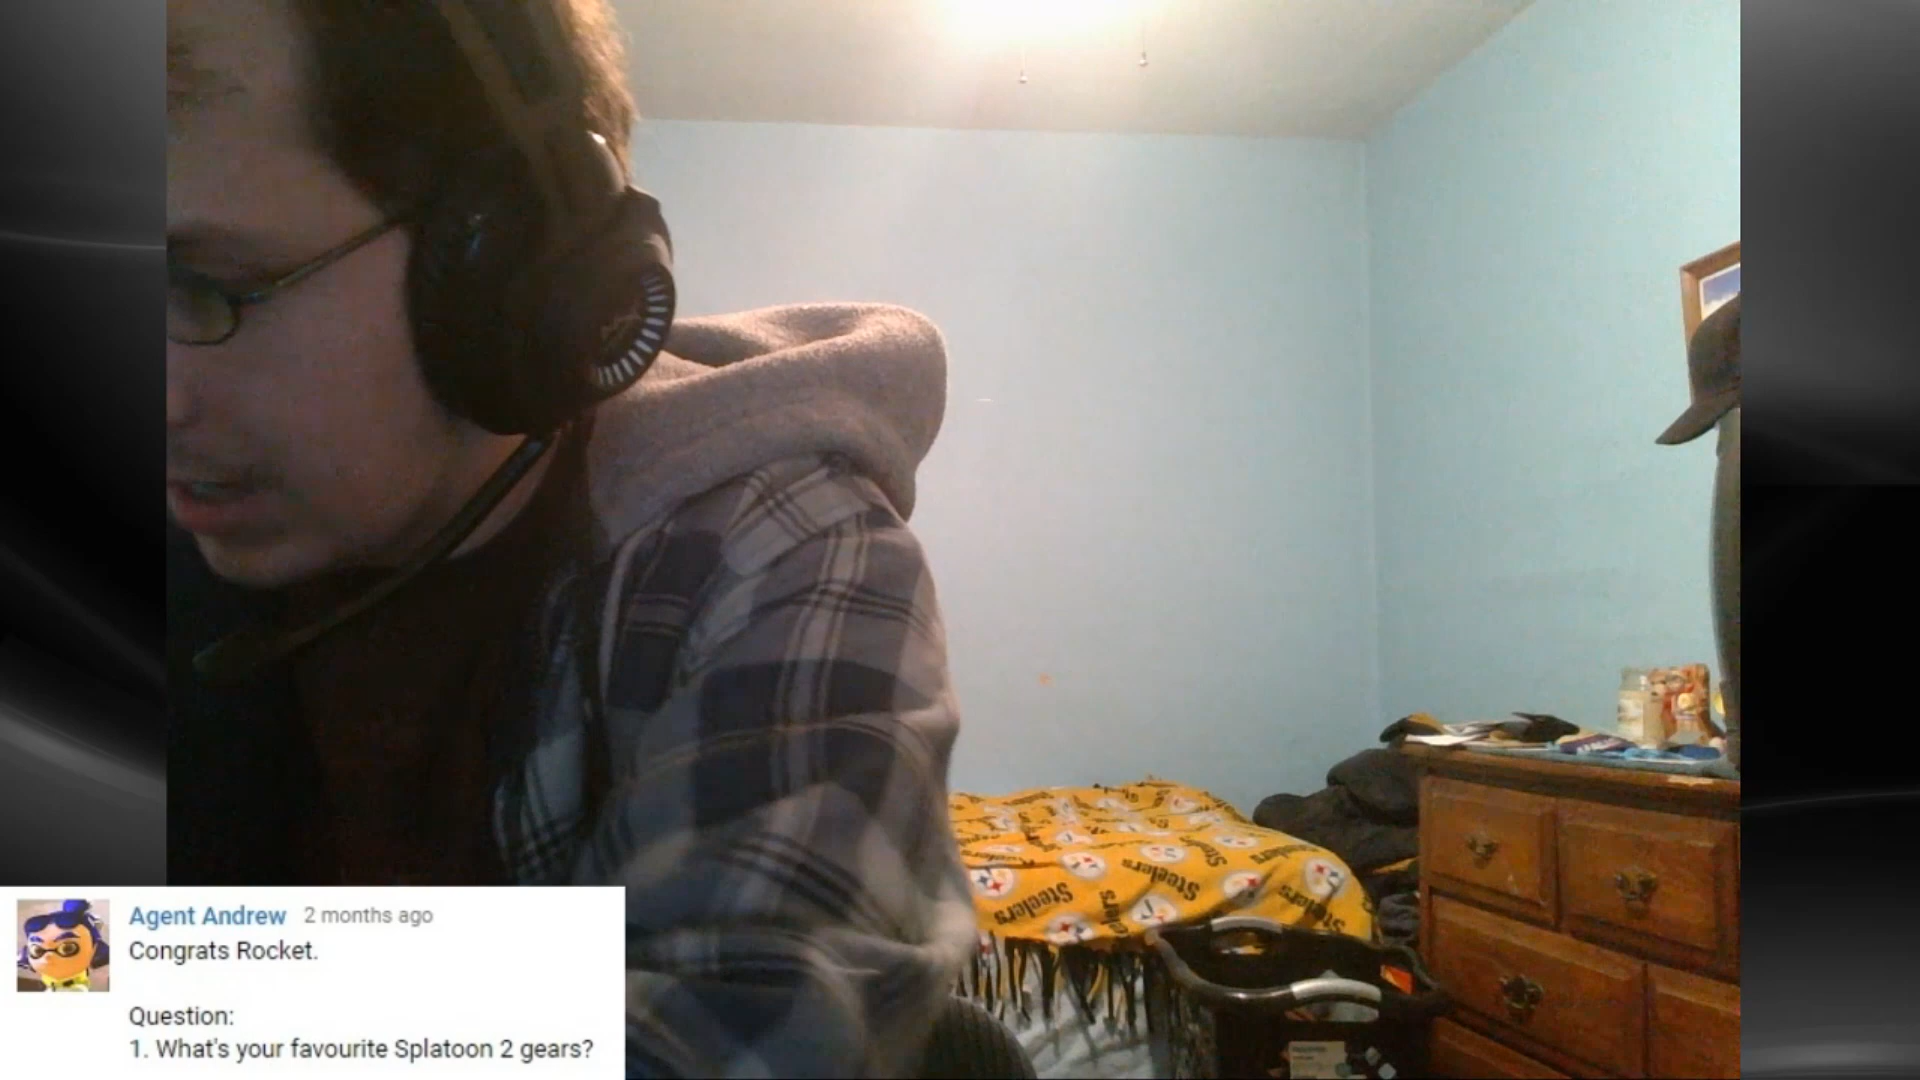 Agent Andrew 2 months ago
Congrats Rocket.
Question:
1. What's your favourite Splatoon 2 gears?
Steelers
Steelers
Steelers
Steelers